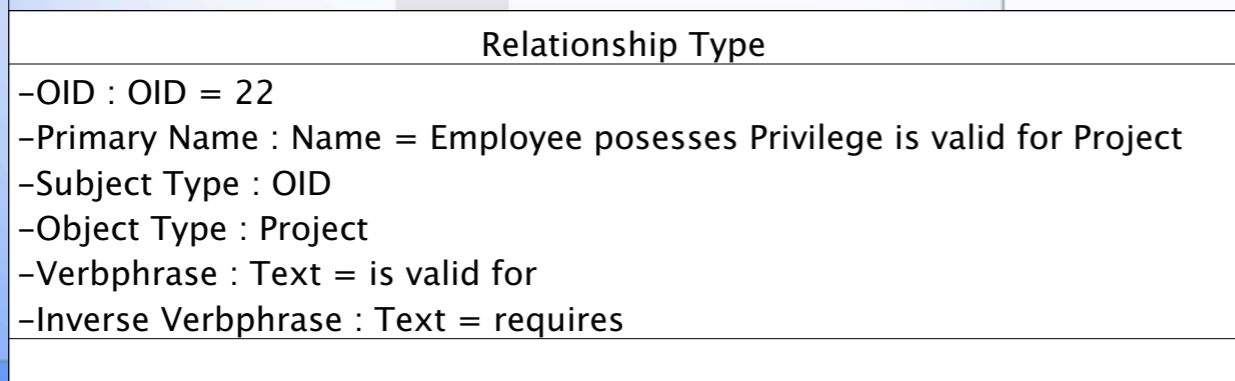 Relationship Type
-OID : OID = 22
-Primary Name : Name = Employee posesses Privilege is valid for Project
-Subject Type : OID
-Object Type : Project
-Verbphrase : Text = is valid for
-Inverse Verbphrase : Text = requires